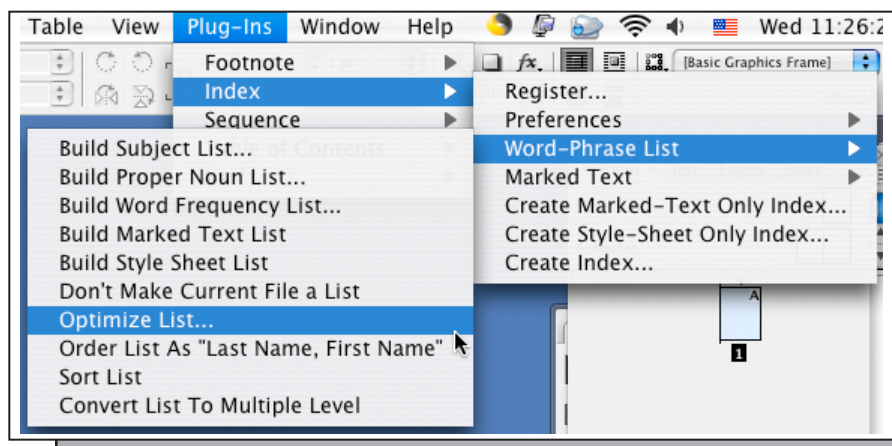 Table View Plug-Ins Window Help Wed 11:26:2
Footnote
fx. [Basic Graphics Frame]
Index
Register...
Sequence
Preferences
Build Subject List...
of Contents
Word-Phrase List
Build Proper Noun List...
Marked Text
Build Word Frequency List...
Create Marked-Text Only Index...
Build Marked Text List
Create Style-Sheet Only Index...
Build Style Sheet List
Create Index...
Don't Make Current File a List
Optimize List...
A
Order List As "Last Name, First Name"
1
Sort List
Convert List To Multiple Level